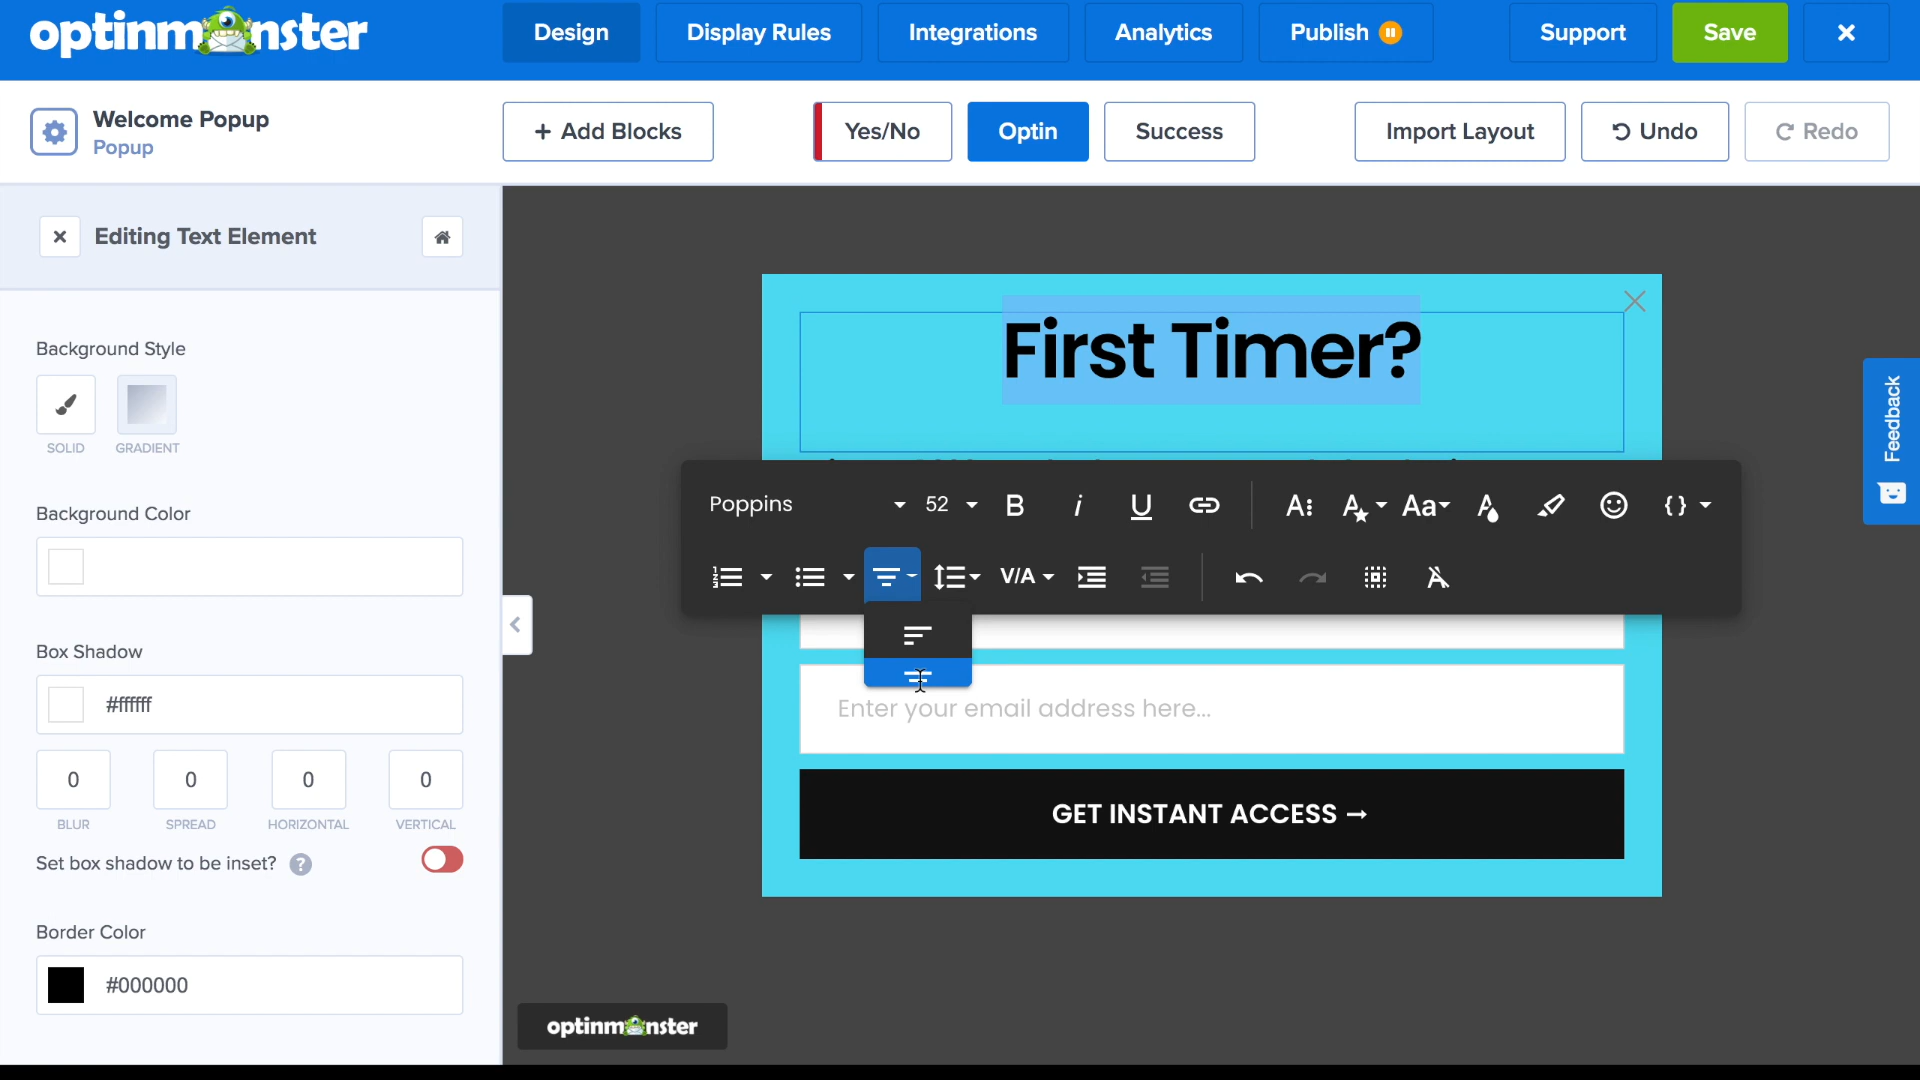 optinmonster
Design
Display Rules
Integrations
Analytics
Publish
Support
Save
Welcome Popup
Popup
+ Add Blocks
Yes/No
Optin
Success
Import Layout
Undo
Redo
Editing Text Element
Background Style
SOLID
GRADIENT
Background Color
Box Shadow
#ffffff
0
0
0
0
BLUR
SPREAD
HORIZONTAL
VERTICAL
Set box shadow to be inset? ?
Border Color
#000000
First Timer?
Poppins
52
B
i
U
Aa
{}
V/A
Enter your email address here...
GET INSTANT ACCESS →
Feedback
optinmonster